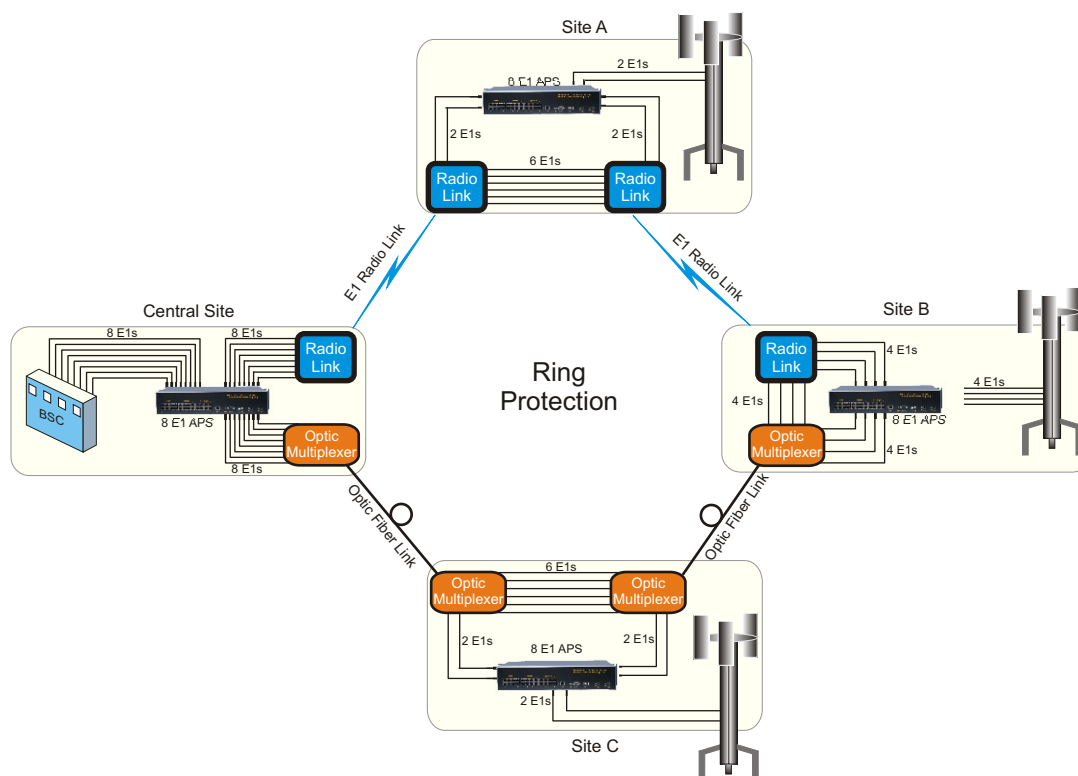 Site A
2 E1s
8 E1 APS
2 E1s
2 E1s
6 E1s
Radio
Link
Radio
Link
E1 Radio Link
E1 Radio Link
Central Site
8 E1s
8 E1s
Radio
Link
BSC
8 E1 APS
Optic
Multiplexer
8 E1s
Ring
Protection
Site B
Radio
Link
4 E1s
4 E1s
4 E1s
8 E1 APS
Optic
Multiplexer
4 E1s
Optic Fiber Link
Optic Fiber Link
6 E1s
Optic
Multiplexer
Optic
Multiplexer
2 E1s
2 E1s
8 E1 APS
2 E1s
Site C